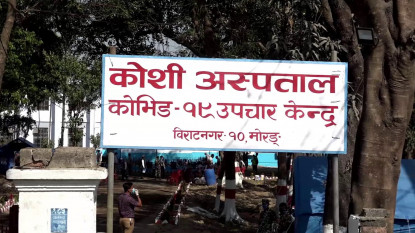 कोशी अस्पताल
कोभिड - १९ उपचार केन्द्र
विराटनगर - १०, मोरङ